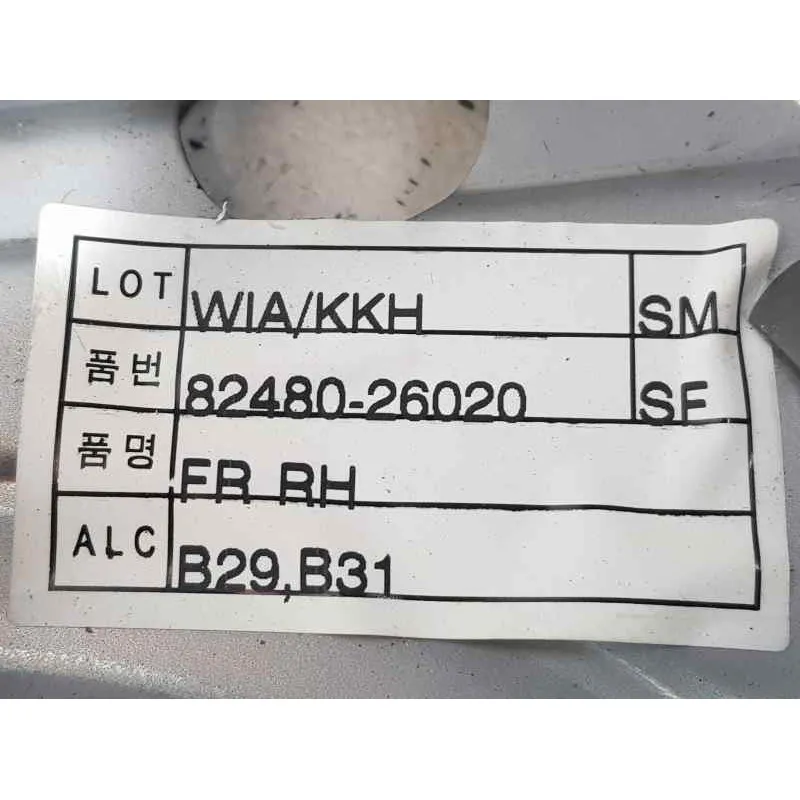 LOT WIA/KKH SM
품번 82480-26020 SF
품명 FR RH
ALC B29,B31